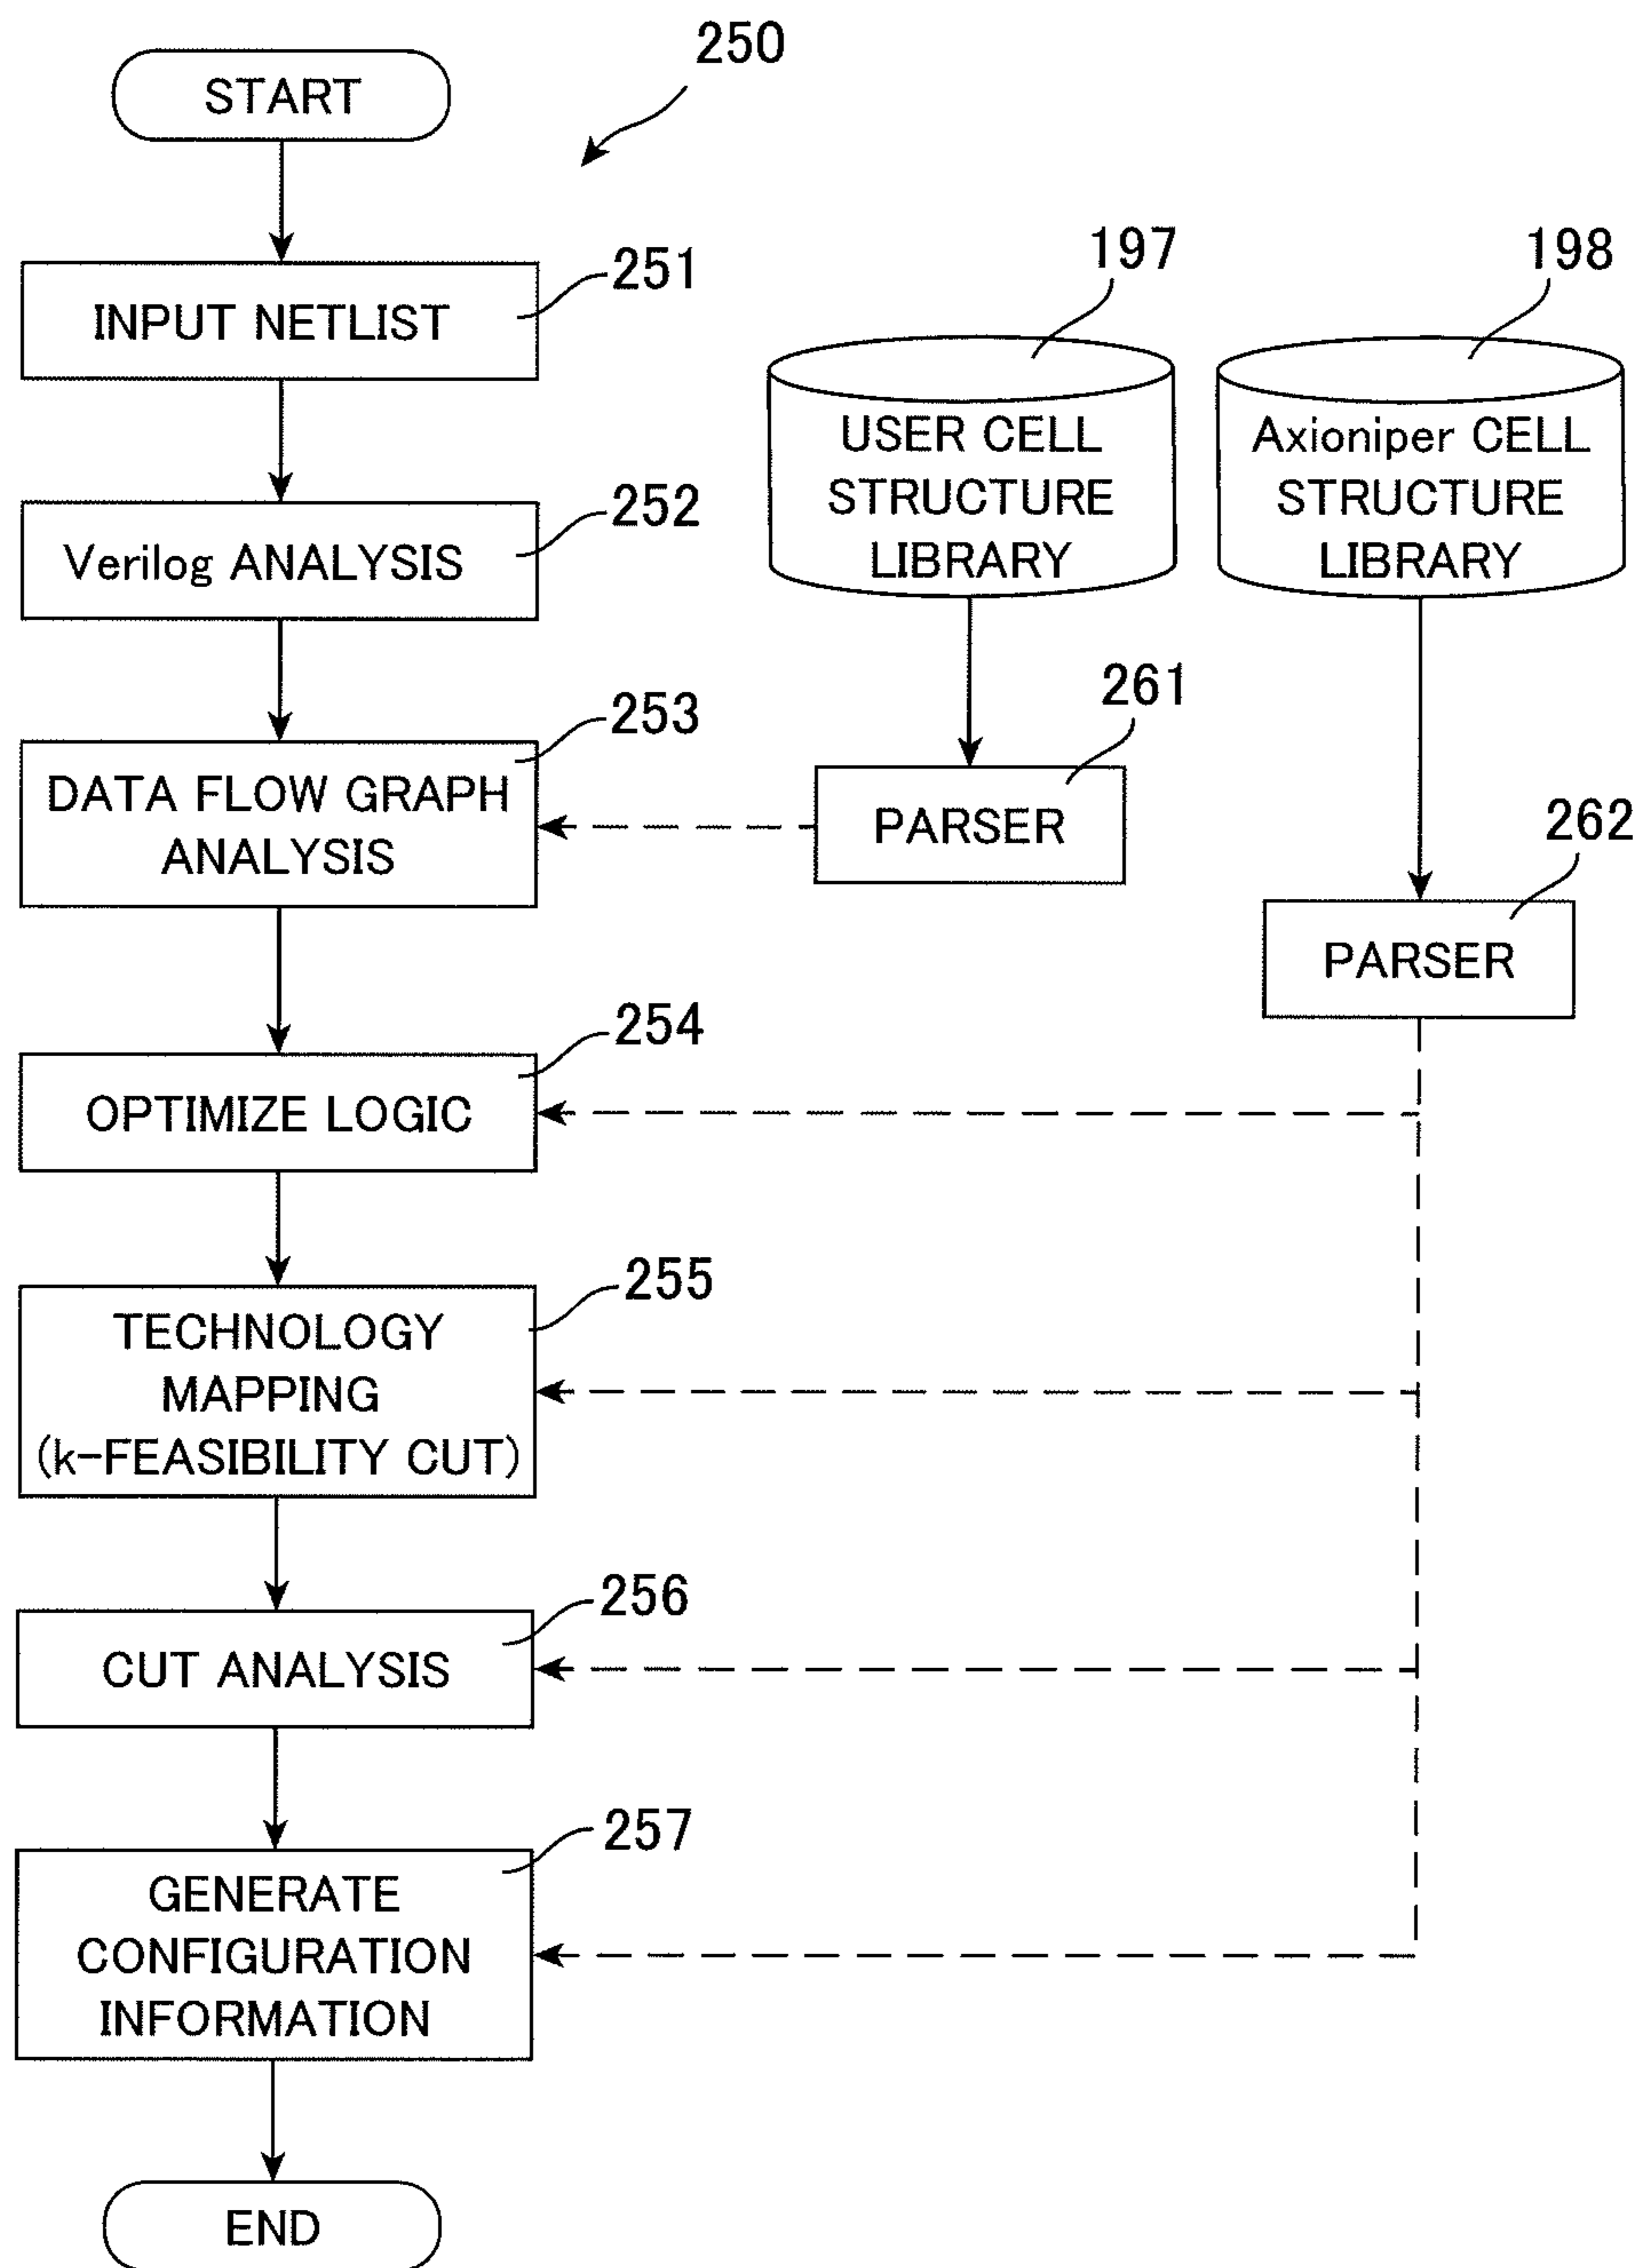 250
START
251
INPUT NETLIST
197
198
USER CELL
STRUCTURE
LIBRARY
Axioniper CELL
STRUCTURE
LIBRARY
252
Verilog ANALYSIS
253
DATA FLOW GRAPH
ANALYSIS
261
PARSER
262
PARSER
254
OPTIMIZE LOGIC
255
TECHNOLOGY
MAPPING
(k-FEASIBILITY CUT)
256
CUT ANALYSIS
257
GENERATE
CONFIGURATION
INFORMATION
END